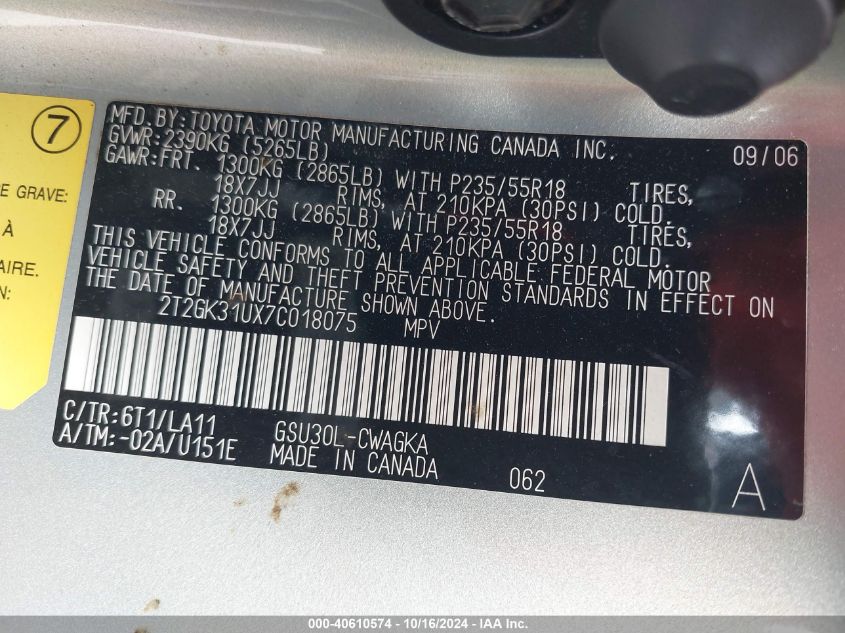 7
E GRAVE:
À
AIRE.
N:
MFD. BY: TOYOTA MOTOR MANUFACTURING CANADA INC. 09/06
GVWR: 2390KG (5265LB)
GAWR: FRT. 1300KG (2865LB) WITH P235/55R18 TIRES,
18X7JJ RIMS, AT 210KPA (30PSI) COLD.
RR. 1300KG (2865LB) WITH P235/55R18 TIRES,
18X7JJ RIMS, AT 210KPA (30PSI) COLD.
THIS VEHICLE CONFORMS TO ALL APPLICABLE FEDERAL MOTOR
VEHICLE SAFETY AND THEFT PREVENTION STANDARDS IN EFFECT ON
THE DATE OF MANUFACTURE SHOWN ABOVE.
2T2GK31UX7C018075 MPV
C/TR: 6T1/LA11 GSU30L-CWAGKA
A/TM: -02A/U151E MADE IN CANADA 062 A
000-40610574 / 10/16/2024 - IAA Inc.